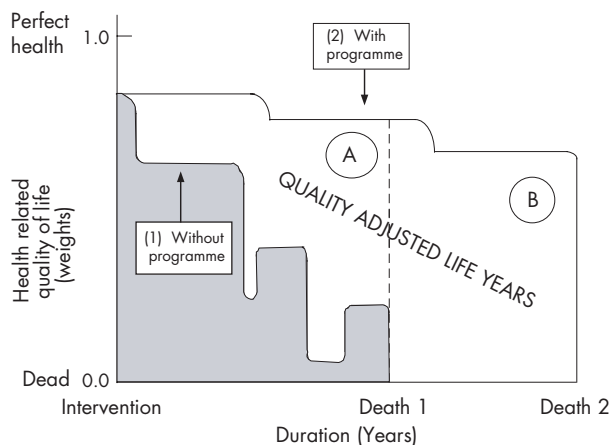 Perfect
health
1.0
(2) With
programme
A
QUALITY ADJUSTED LIFE YEARS
B
Health related
quality of life
(weights)
(1) Without
programme
Dead 0.0
Intervention
Death 1
Death 2
Duration (Years)